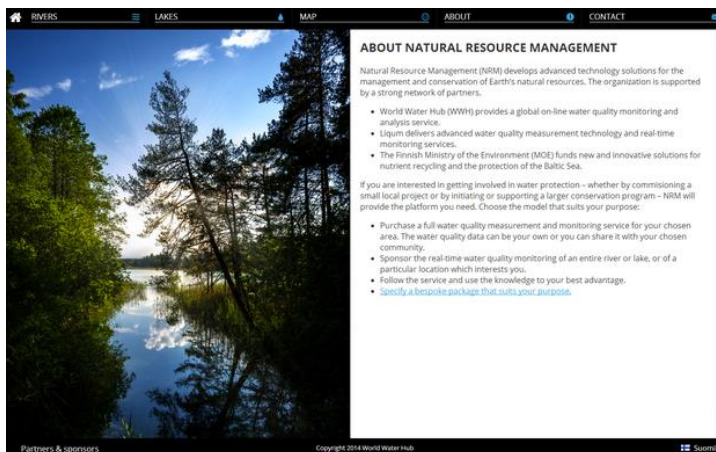 RIVERS LAKES MAP ABOUT CONTACT
ABOUT NATURAL RESOURCE MANAGEMENT
Natural Resource Management (NRM) develops advanced technology solutions for the
management and conservation of Earth's natural resources. The organization is supported
by a strong network of partners.
World Water Hub (WWH) provides a global on-line water quality monitoring and
analysis service.
Liqum delivers advanced water quality measurement technology and real-time
monitoring services.
The Finnish Ministry of the Environment (MOE) funds new and innovative solutions for
nutrient recycling and the protection of the Baltic Sea.
If you are interested in getting involved in water protection – whether by commisioning a
small local project or by initiating or supporting a larger conservation program – NRM will
provide the platform you need. Choose the model that suits your purpose:
Purchase a full water quality measurement and monitoring service for your chosen
area. The water quality data can be your own or you can share it with your chosen
community.
Sponsor the real-time water quality monitoring of an entire river or lake, or of a
particular location which interests you.
Follow the service and use the knowledge to your best advantage.
Specify a bespoke package that suits your purpose.
Partners & sponsors Copyright 2014 World Water Hub Suomi